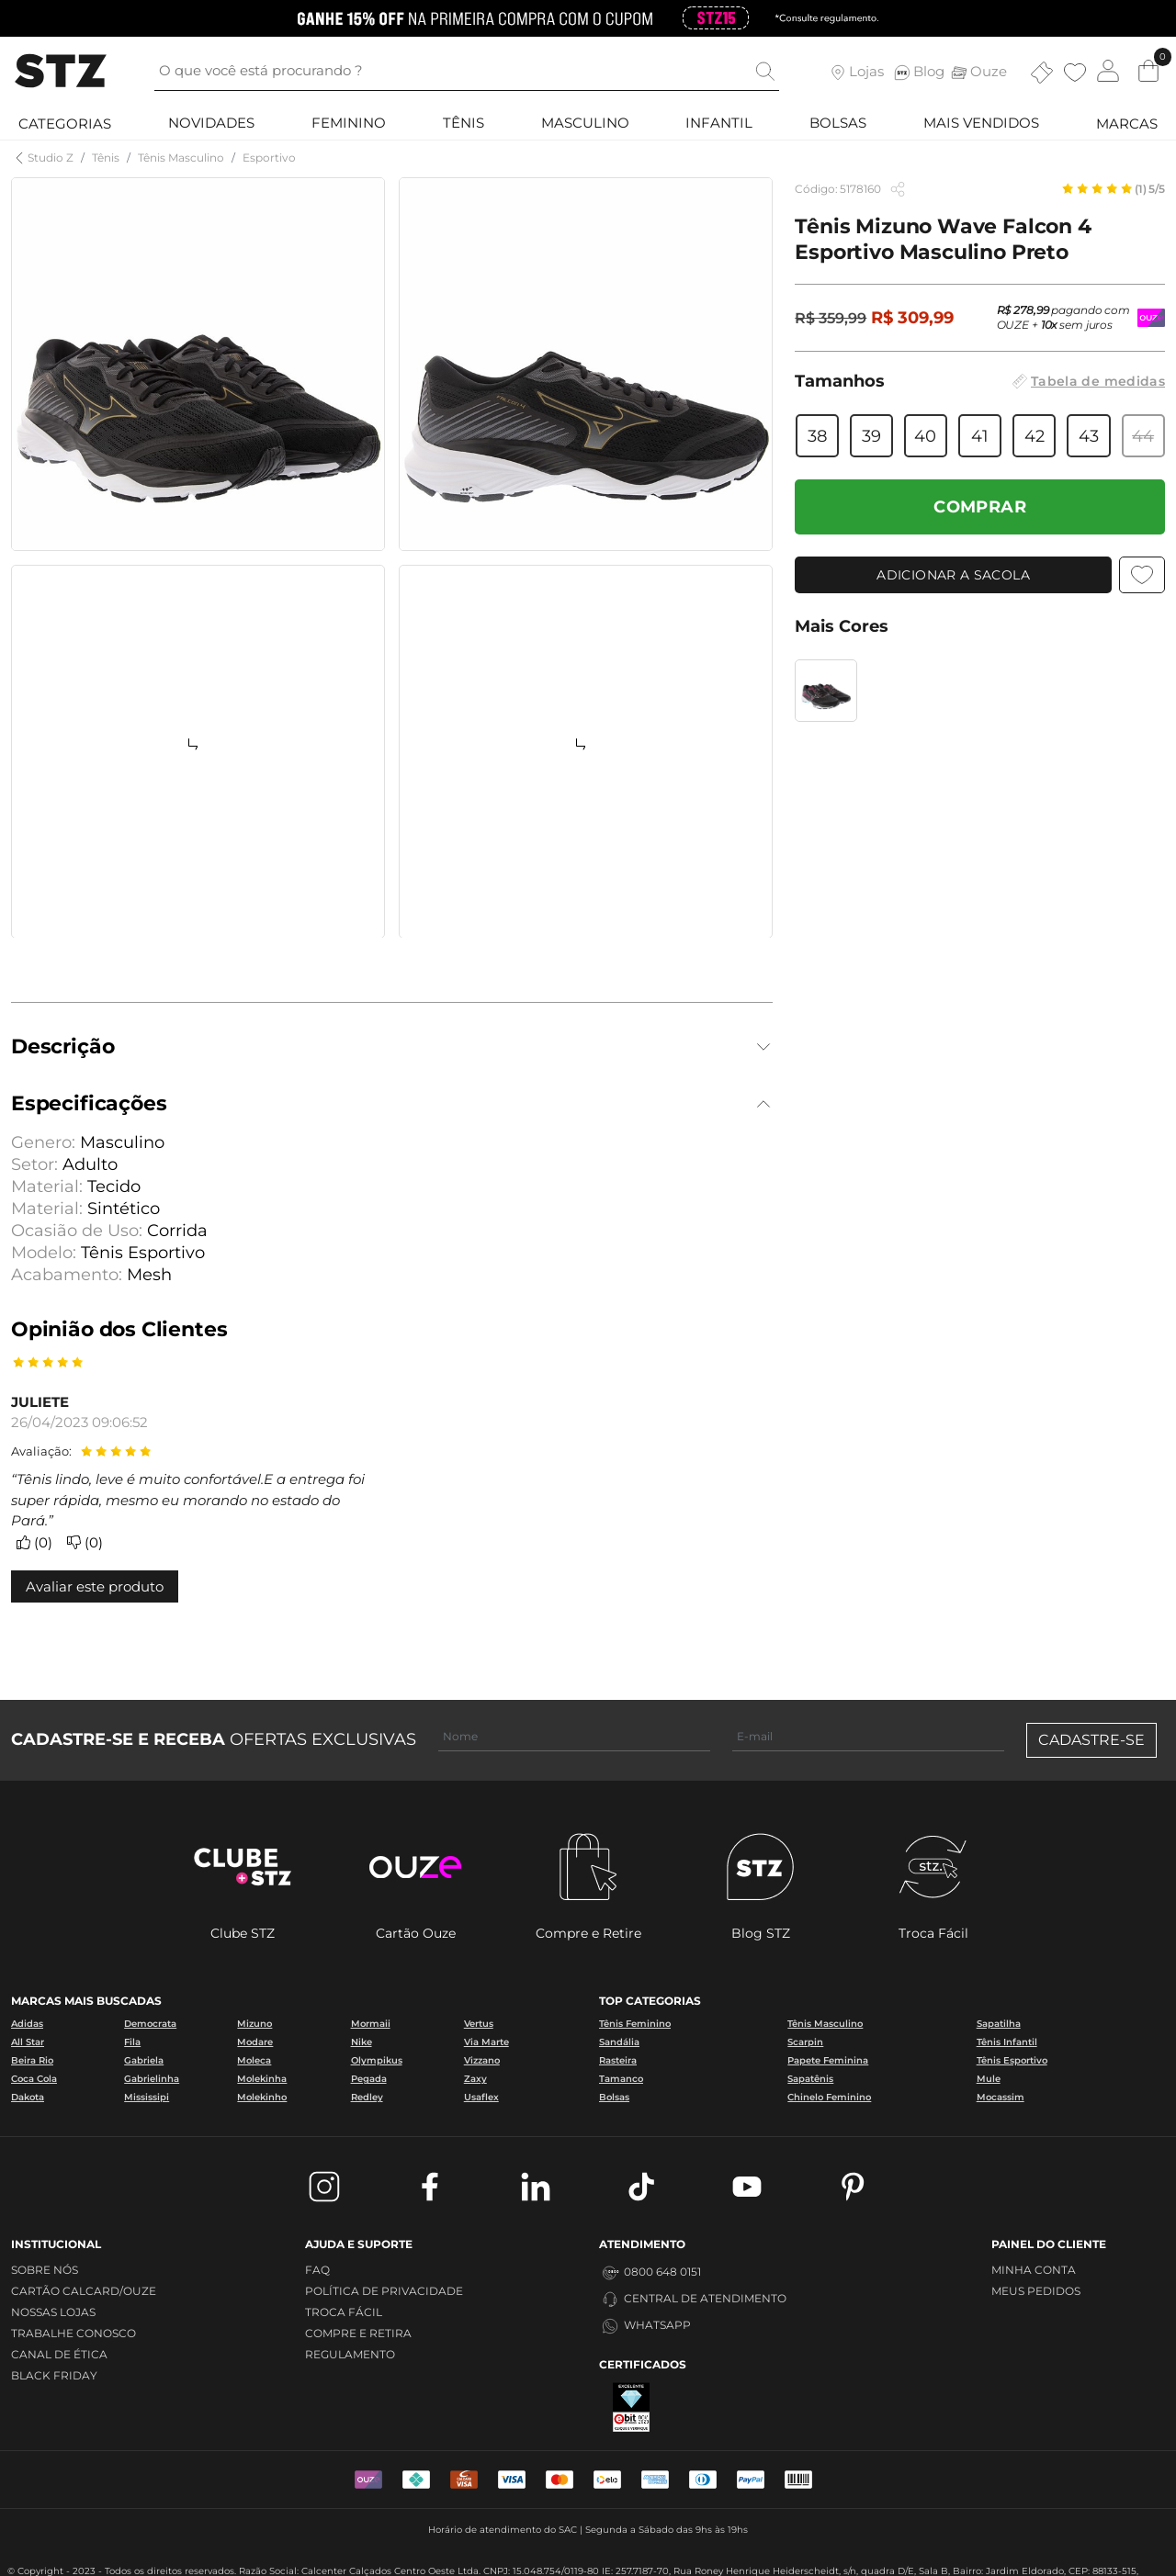 GANHE 15% OFF NA PRIMEIRA COMPRA COM O CUPOM STZ15 *Consulte regulamento.
STZ
O que você está procurando ?
Lojas
Blog
Ouze
0
CATEGORIAS NOVIDADES FEMININO TÊNIS MASCULINO INFANTIL BOLSAS MAIS VENDIDOS MARCAS
Studio Z / Tênis / Tênis Masculino / Esportivo
Código: 5178160
(1) 5/5
Tênis Mizuno Wave Falcon 4
Esportivo Masculino Preto
R$ 359,99 R$ 309,99
R$ 278,99 pagando com
OUZE + 10x sem juros
Tamanhos
Tabela de medidas
38 39 40 41 42 43 44
COMPRAR
ADICIONAR A SACOLA
Mais Cores
Descrição
Especificações
Genero: Masculino
Setor: Adulto
Material: Tecido
Material: Sintético
Ocasião de Uso: Corrida
Modelo: Tênis Esportivo
Acabamento: Mesh
Opinião dos Clientes
JULIETE
26/04/2023 09:06:52
Avaliação:
“Tênis lindo, leve é muito confortável.E a entrega foi
super rápida, mesmo eu morando no estado do
Pará.”
(0) (0)
Avaliar este produto
CADASTRE-SE E RECEBA OFERTAS EXCLUSIVAS
Nome
E-mail
CADASTRE-SE
CLUBE
+STZ
ouze
STZ
stz.
Clube STZ
Cartão Ouze
Compre e Retire
Blog STZ
Troca Fácil
MARCAS MAIS BUSCADAS
Adidas Democrata Mizuno Mormaii Vertus
All Star Fila Modare Nike Via Marte
Beira Rio Gabriela Moleca Olympikus Vizzano
Coca Cola Gabrielinha Molekinha Pegada Zaxy
Dakota Mississipi Molekinho Redley Usaflex
TOP CATEGORIAS
Tênis Feminino Tênis Masculino Sapatilha
Sandália Scarpin Tênis Infantil
Rasteira Papete Feminina Tênis Esportivo
Tamanco Sapatênis Mule
Bolsas Chinelo Feminino Mocassim
INSTITUCIONAL
SOBRE NÓS
CARTÃO CALCARD/OUZE
NOSSAS LOJAS
TRABALHE CONOSCO
CANAL DE ÉTICA
BLACK FRIDAY
AJUDA E SUPORTE
FAQ
POLÍTICA DE PRIVACIDADE
TROCA FÁCIL
COMPRE E RETIRA
REGULAMENTO
ATENDIMENTO
0800 648 0151
CENTRAL DE ATENDIMENTO
WHATSAPP
CERTIFICADOS
EXCELENTE
ebit
PAINEL DO CLIENTE
MINHA CONTA
MEUS PEDIDOS
VISA VISA elo PayPal
Horário de atendimento do SAC | Segunda a Sábado das 9hs às 19hs
© Copyright - 2023 - Todos os direitos reservados. Razão Social: Calcenter Calçados Centro Oeste Ltda. CNPJ: 15.048.754/0119-80 IE: 257.7187-70, Rua Roney Henrique Heiderscheidt, s/n, quadra D/E, Sala B, Bairro: Jardim Eldorado, CEP: 88133-515,